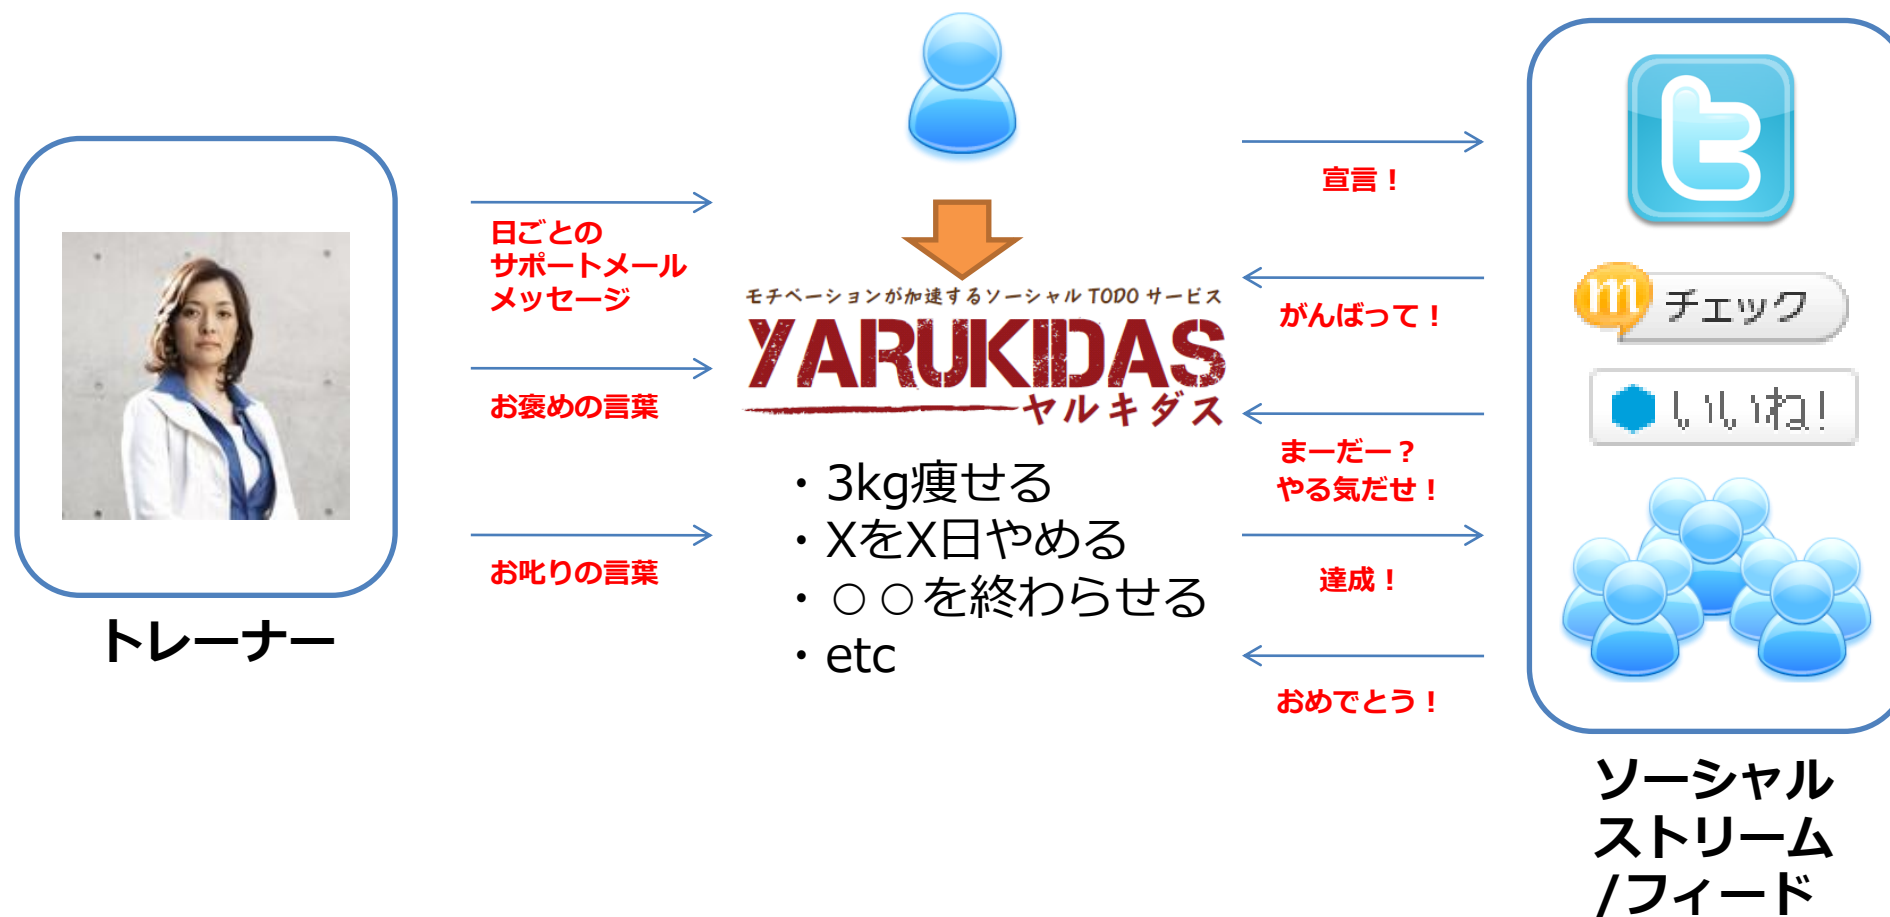 トレーナー
日ごとの
サポートメール
メッセージ
お褒めの言葉
お叱りの言葉
モチベーションが加速するソーシャルTODOサービス
YARUKIDAS
ヤルキダス
・3kg痩せる
・XをX日やめる
・○○を終わらせる
・etc
宣言！
がんばって！
まーだー？
やる気だせ！
達成！
おめでとう！
t
m チェック
いいね!
ソーシャル
ストリーム
/フィード